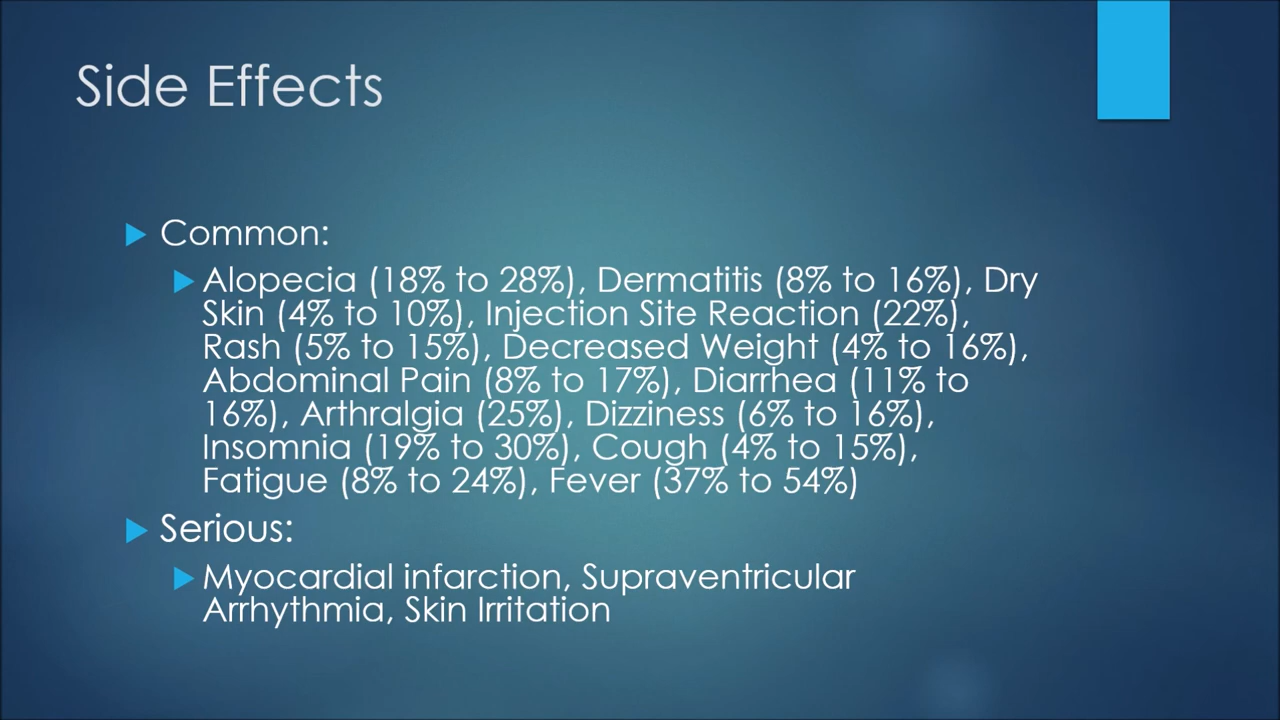 Side Effects
Common:
Alopecia (18% to 28%), Dermatitis (8% to 16%), Dry
Skin (4% to 10%), Injection Site Reaction (22%),
Rash (5% to 15%), Decreased Weight (4% to 16%),
Abdominal Pain (8% to 17%), Diarrhea (11% to
16%), Arthralgia (25%), Dizziness (6% to 16%),
Insomnia (19% to 30%), Cough (4% to 15%),
Fatigue (8% to 24%), Fever (37% to 54%)
Serious:
Myocardial infarction, Supraventricular
Arrhythmia, Skin Irritation